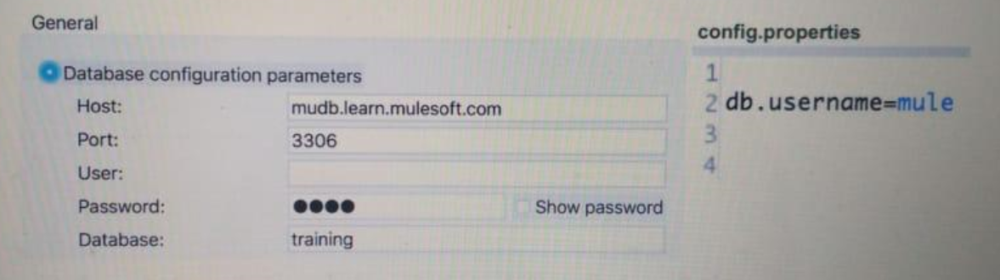 General
Database configuration parameters
Host: mudb.learn.mulesoft.com
Port: 3306
User:
Password: ●●●● Show password
Database: training
config.properties
1
2 db.username=mule
3
4